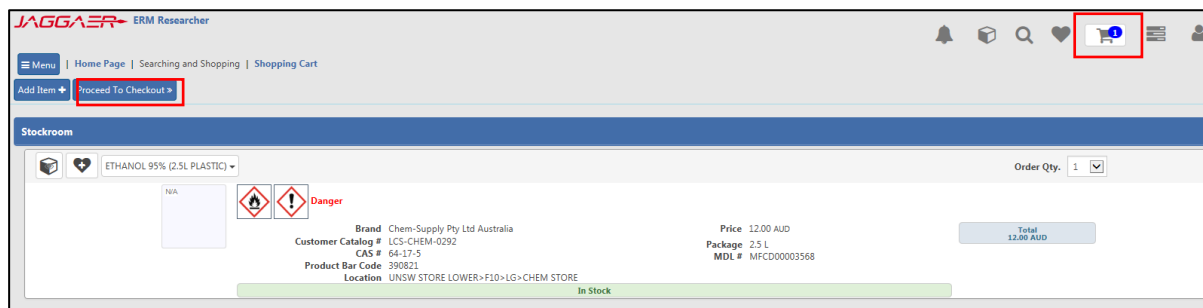 JAGGAER ERM Researcher
1
Menu | Home Page | Searching and Shopping | Shopping Cart
Add Item + Proceed To Checkout »
Stockroom
ETHANOL 95% (2.5L PLASTIC) Order Qty. 1
N/A
Danger
Brand Chem-Supply Pty Ltd Australia Price 12.00 AUD Total
Customer Catalog # LCS-CHEM-0292 Package 2.5 L 12.00 AUD
CAS # 64-17-5 MDL # MFCD00003568
Product Bar Code 390821
Location UNSW STORE LOWER>F10>LG>CHEM STORE
In Stock